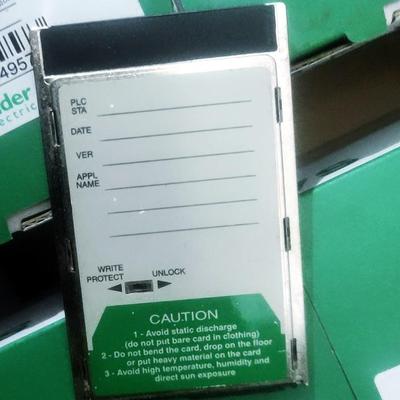 PLC
STA
DATE
VER
APPL
NAME
WRITE
PROTECT
UNLOCK
CAUTION
1 - Avoid static discharge
(do not put bare card in clothing)
2 - Do not bend the card, drop on the floor
or put heavy material on the card
3 - Avoid high temperature, humidity and
direct sun exposure